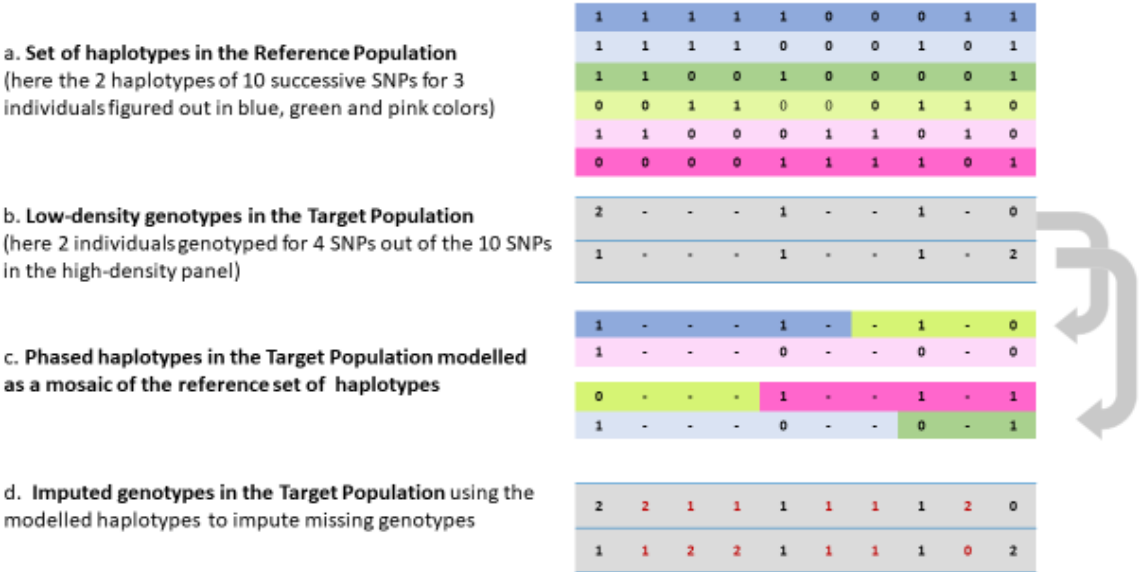 a. Set of haplotypes in the Reference Population
(here the 2 haplotypes of 10 successive SNPs for 3
individuals figured out in blue, green and pink colors)
1 1 1 1 1 0 0 0 1 1
1 1 1 1 0 0 0 1 0 1
1 1 0 0 1 0 0 0 0 1
0 0 1 1 0 0 0 1 1 0
1 1 0 0 0 1 1 0 1 0
0 0 0 0 1 1 1 1 0 1
b. Low-density genotypes in the Target Population
(here 2 individuals genotyped for 4 SNPs out of the 10 SNPs
in the high-density panel)
2 - - - 1 - - 1 - 0
1 - - - 1 - - 1 - 2
c. Phased haplotypes in the Target Population modelled
as a mosaic of the reference set of haplotypes
1 - - - 1 - - 1 - 0
1 - - - 0 - - 0 - 0
0 - - - 1 - - 1 - 1
1 - - - 0 - - 0 - 1
d. Imputed genotypes in the Target Population using the
modelled haplotypes to impute missing genotypes
2 2 1 1 1 1 1 1 2 0
1 1 2 2 1 1 1 1 0 2